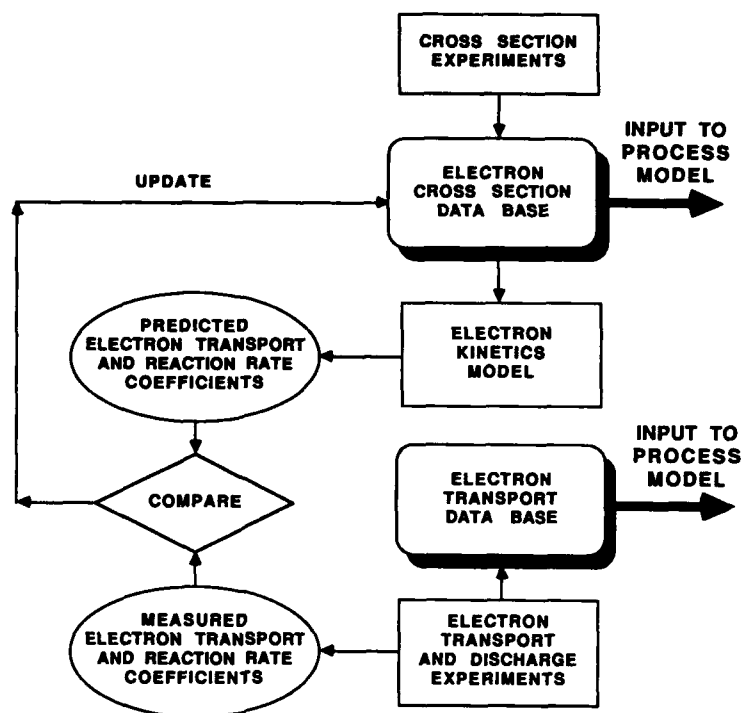 CROSS SECTION
EXPERIMENTS
INPUT TO
PROCESS
MODEL
UPDATE
ELECTRON
CROSS SECTION
DATA BASE
PREDICTED
ELECTRON TRANSPORT
AND REACTION RATE
COEFFICIENTS
ELECTRON
KINETICS
MODEL
INPUT TO
PROCESS
MODEL
COMPARE
ELECTRON
TRANSPORT
DATA BASE
MEASURED
ELECTRON TRANSPORT
AND REACTION RATE
COEFFICIENTS
ELECTRON
TRANSPORT
AND DISCHARGE
EXPERIMENTS